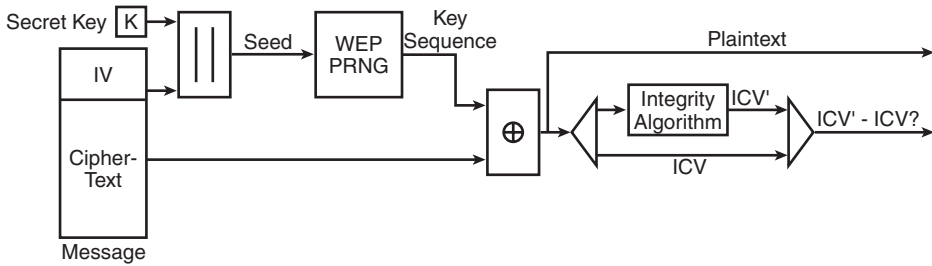 Secret Key K
IV
Cipher-
Text
Message
||
Seed
WEP
PRNG
Key
Sequence
⊕
Plaintext
Integrity
Algorithm
ICV'
ICV
ICV' - ICV?